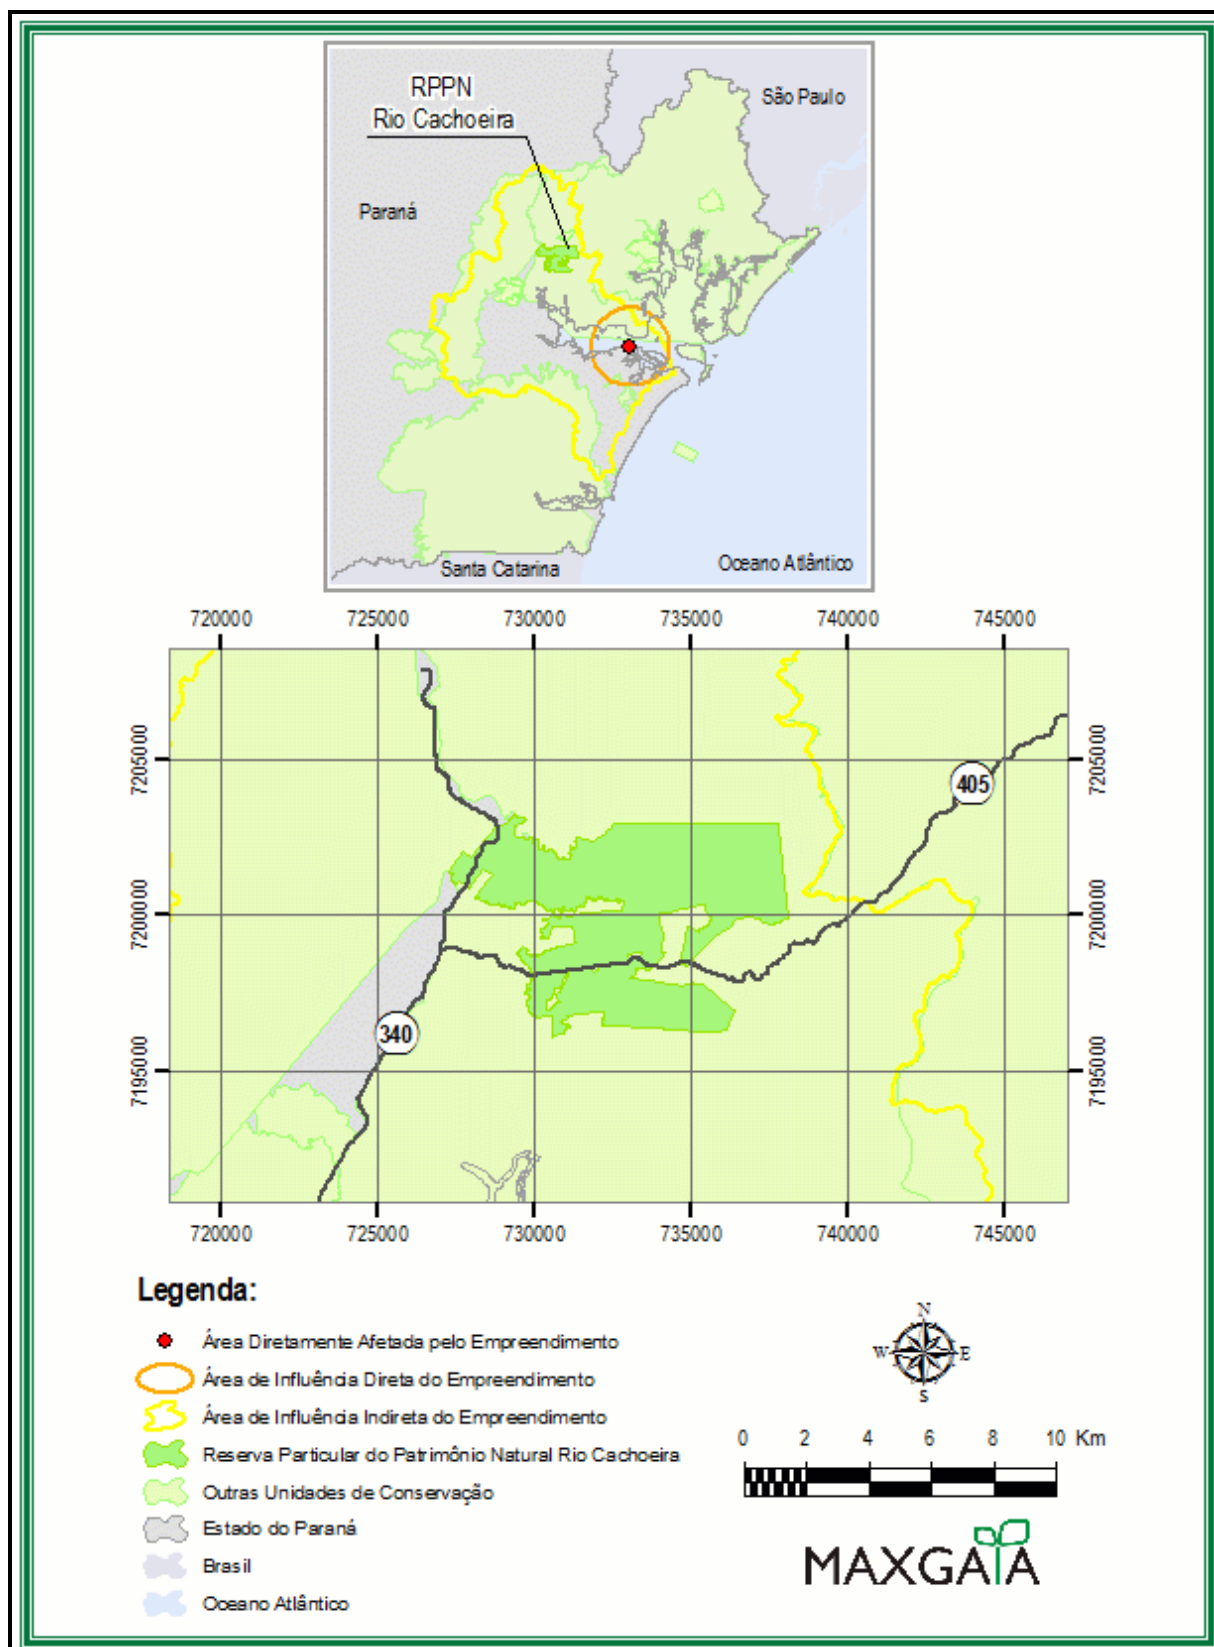 RPPN
Rio Cachoeira
São Paulo
Paraná
Santa Catarina
Oceano Atlântico
720000 725000 730000 735000 740000 745000
7205000 7205000
405
7200000 7200000
340
7195000 7195000
720000 725000 730000 735000 740000 745000
Legenda:
Área Diretamente Afetada pelo Empreendimento
Área de Influência Direta do Empreendimento
Área de Influência Indireta do Empreendimento
Reserva Particular do Patrimônio Natural Rio Cachoeira
Outras Unidades de Conservação
Estado do Paraná
Brasil
Oceano Atlântico
N
W E
S
0 2 4 6 8 10 Km
MAXGAIA